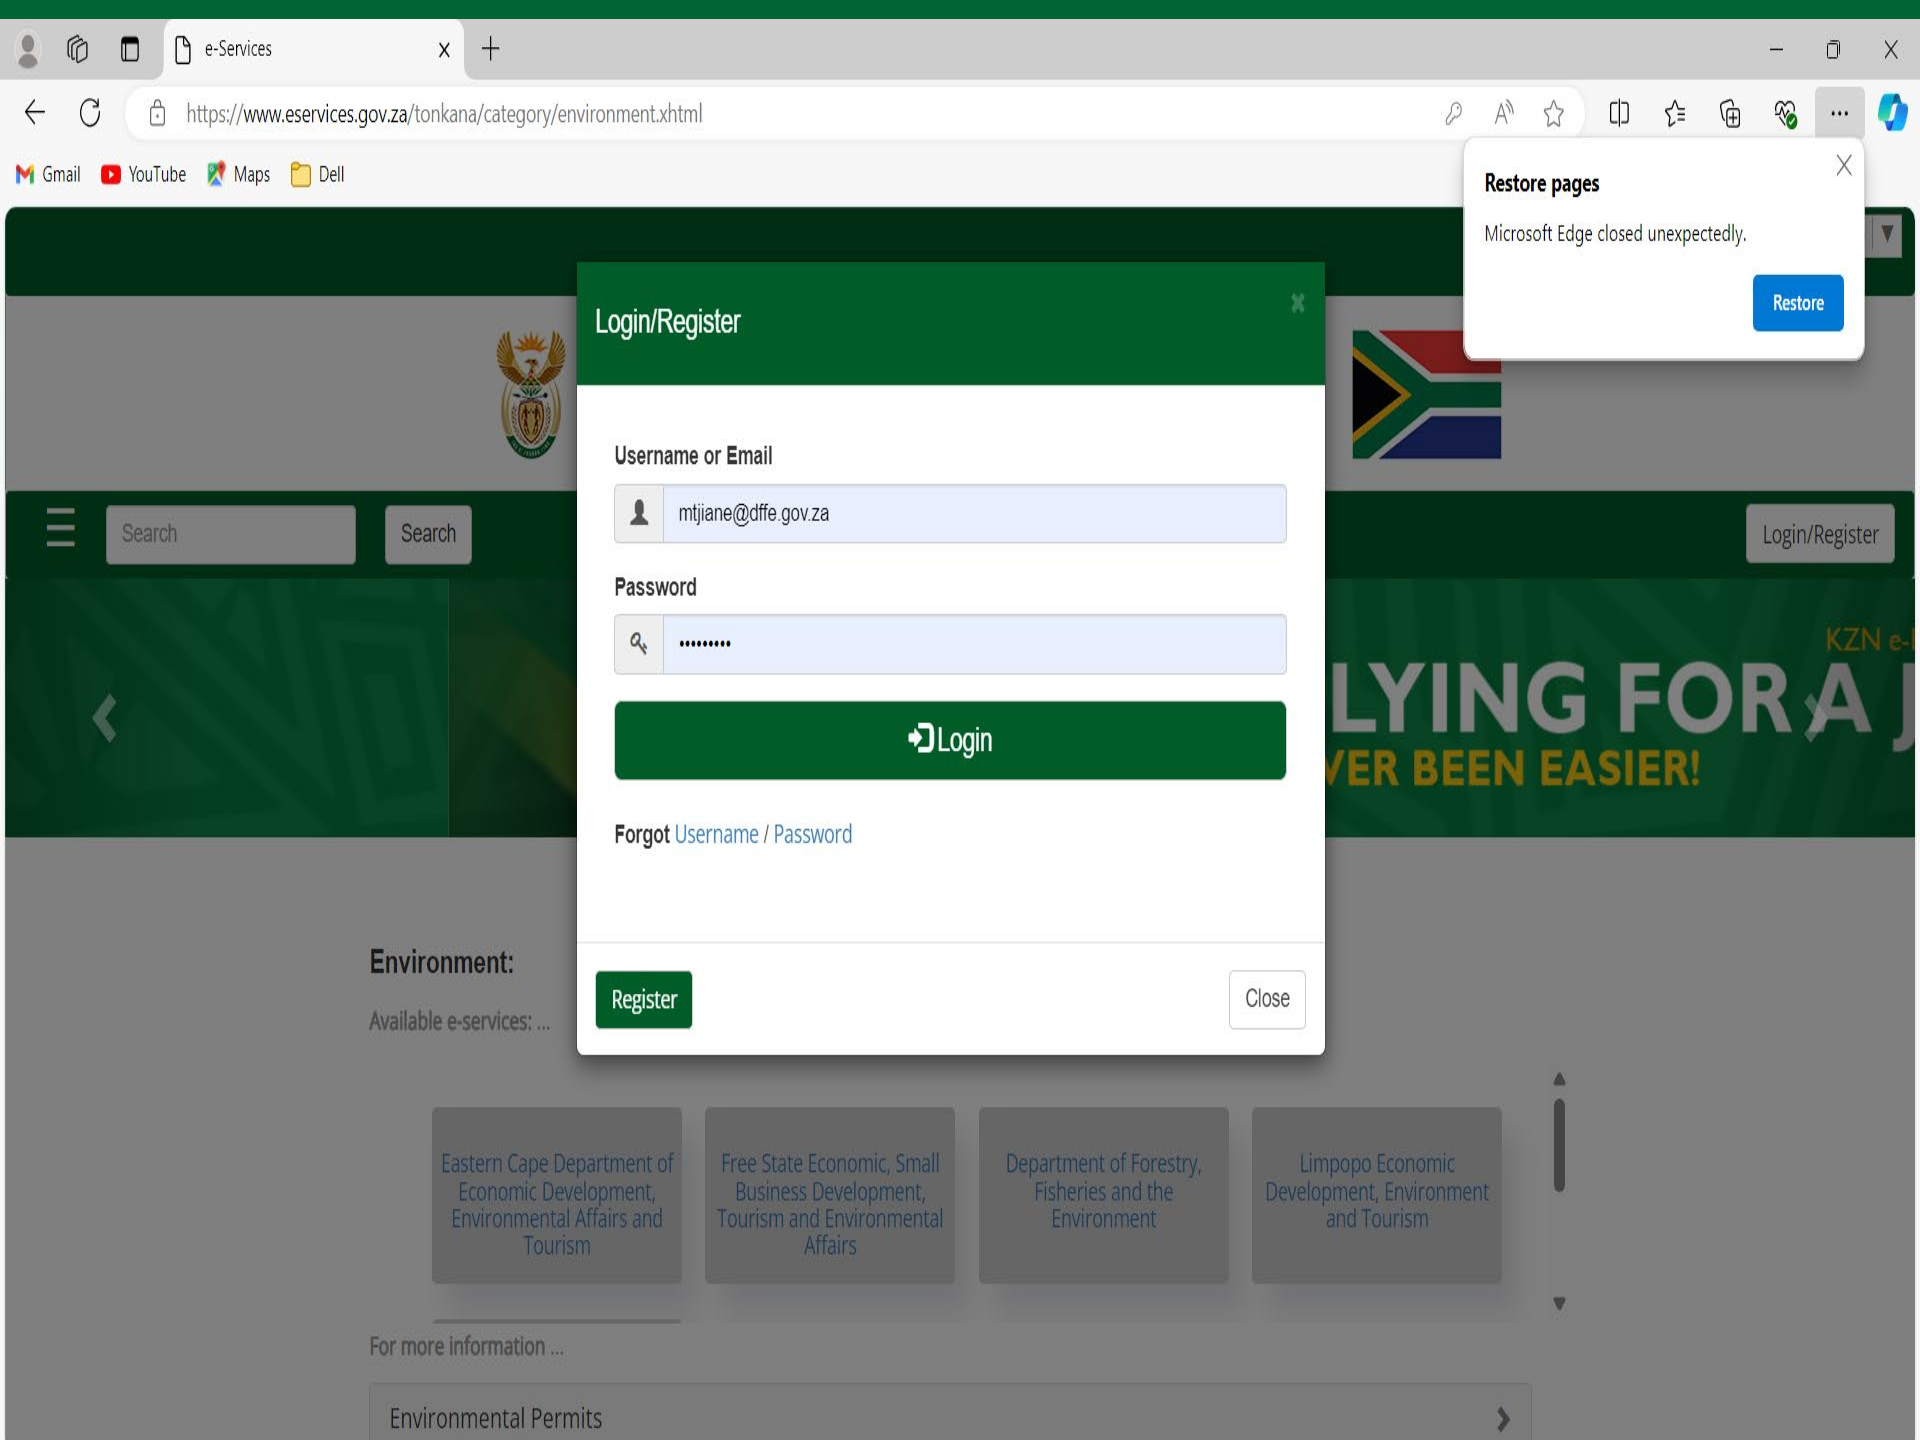 e-Services
https://www.eservices.gov.za/tonkana/category/environment.xhtml
Gmail
YouTube
Maps
Dell
Restore pages
Microsoft Edge closed unexpectedly.
Restore
Login/Register
Username or Email
mtjiane@dffe.gov.za
Search
Search
Login/Register
Password
•••••••••
KZN e-
LYING FOR A J
VER BEEN EASIER!
Login
Forgot Username / Password
Environment:
Register
Close
Available e-services: ...
Eastern Cape Department of
Economic Development,
Environmental Affairs and
Tourism
Free State Economic, Small
Business Development,
Tourism and Environmental
Affairs
Department of Forestry,
Fisheries and the
Environment
Limpopo Economic
Development, Environment
and Tourism
For more information ...
Environmental Permits